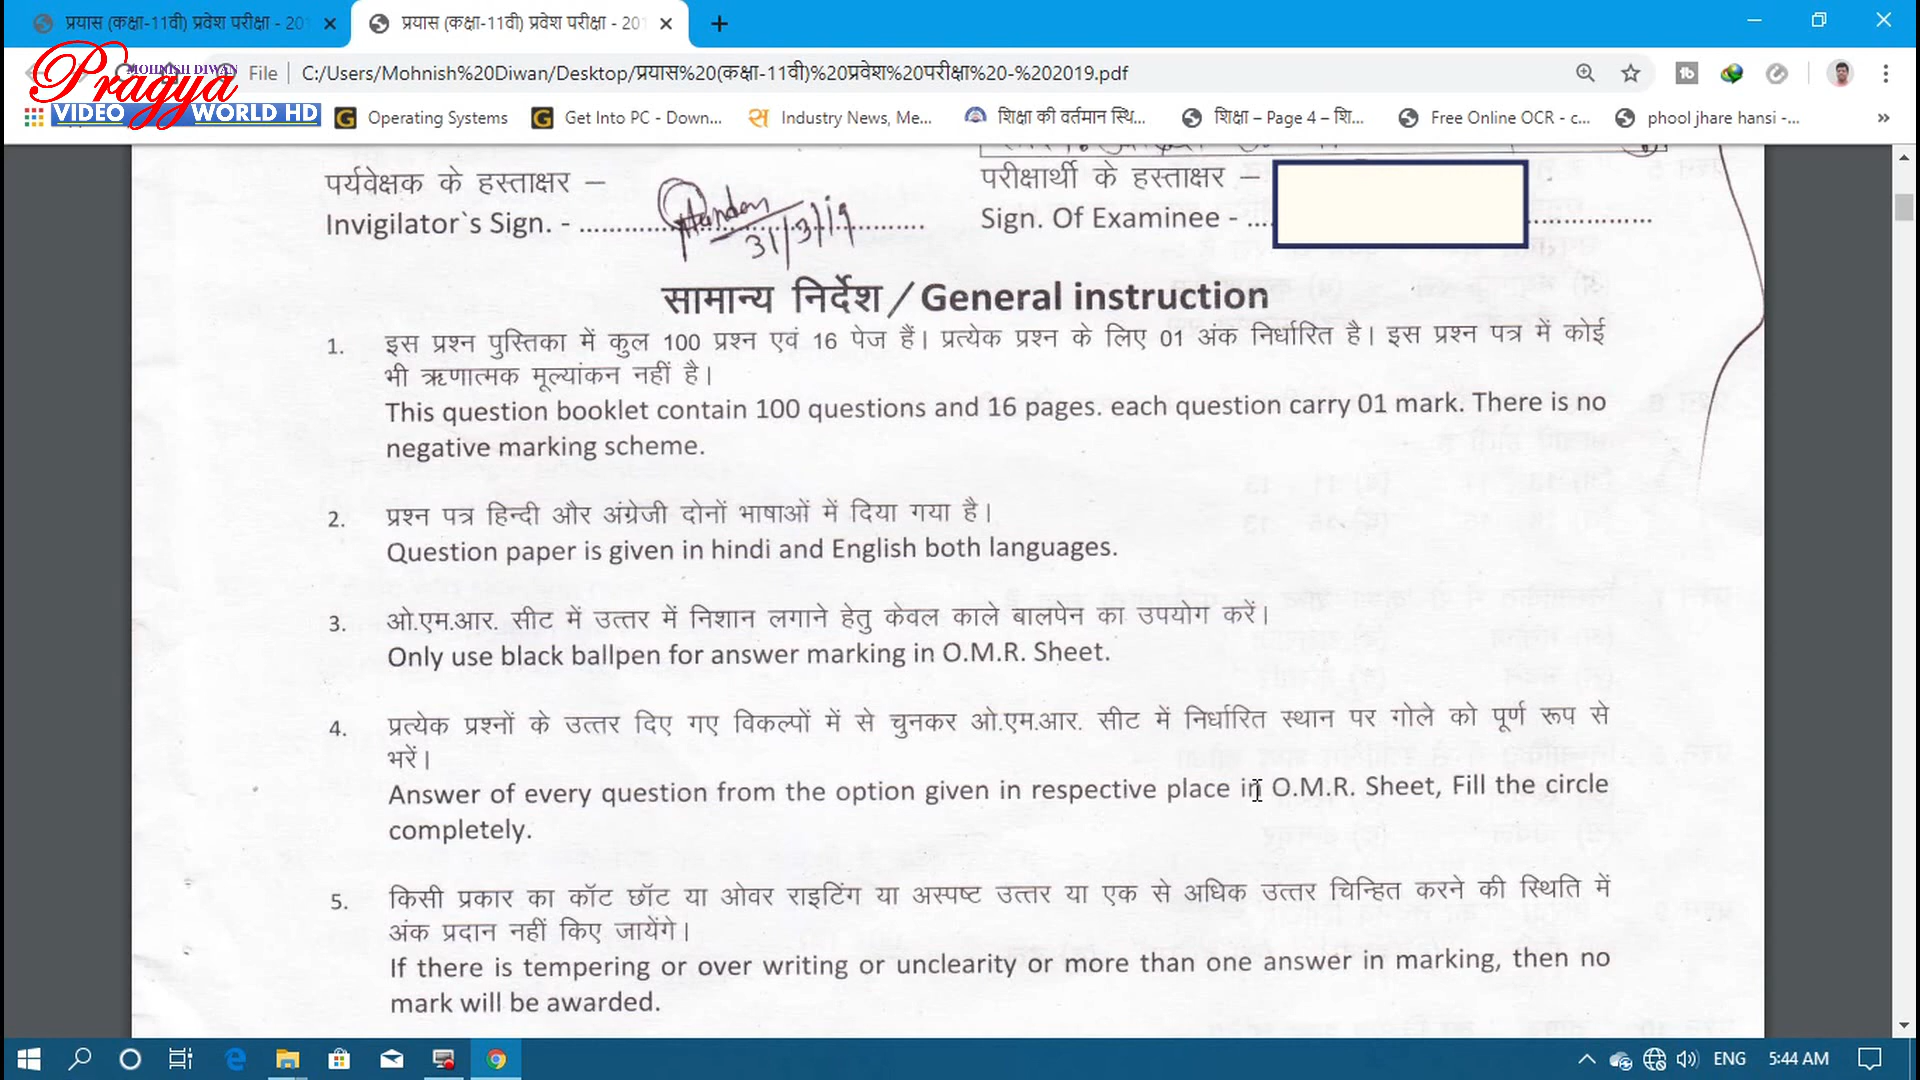 प्रयास (कक्षा-11वी) प्रवेश परीक्षा - 201
प्रयास (कक्षा-11वी) प्रवेश परीक्षा - 201
Pragya
MOHNISH DIWAN
VIDEO WORLD HD
File C:/Users/Mohnish%20Diwan/Desktop/प्रयास%20(कक्षा-11वी)%20प्रवेश%20परीक्षा%20-%202019.pdf
Operating Systems Get Into PC - Down... Industry News, Me... शिक्षा की वर्तमान स्थि... शिक्षा – Page 4 – शि... Free Online OCR - c... phool jhare hansi -... »
पर्यवेक्षक के हस्ताक्षर –
Invigilator`s Sign. - ........................................
31/3/19
परीक्षार्थी के हस्ताक्षर –
Sign. Of Examinee - ....................
सामान्य निर्देश / General instruction
1. इस प्रश्न पुस्तिका में कुल 100 प्रश्न एवं 16 पेज हैं। प्रत्येक प्रश्न के लिए 01 अंक निर्धारित है। इस प्रश्न पत्र में कोई
भी ऋणात्मक मूल्यांकन नहीं है।
This question booklet contain 100 questions and 16 pages. each question carry 01 mark. There is no
negative marking scheme.
2. प्रश्न पत्र हिन्दी और अंग्रेजी दोनों भाषाओं में दिया गया है।
Question paper is given in hindi and English both languages.
3. ओ.एम.आर. सीट में उत्तर में निशान लगाने हेतु केवल काले बालपेन का उपयोग करें।
Only use black ballpen for answer marking in O.M.R. Sheet.
4. प्रत्येक प्रश्नों के उत्तर दिए गए विकल्पों में से चुनकर ओ.एम.आर. सीट में निर्धारित स्थान पर गोले को पूर्ण रूप से
भरें।
Answer of every question from the option given in respective place in O.M.R. Sheet, Fill the circle
completely.
5. किसी प्रकार का कॉट छॉट या ओवर राइटिंग या अस्पष्ट उत्तर या एक से अधिक उत्तर चिन्हित करने की स्थिति में
अंक प्रदान नहीं किए जायेंगे।
If there is tempering or over writing or unclearity or more than one answer in marking, then no
mark will be awarded.
ENG 5:44 AM